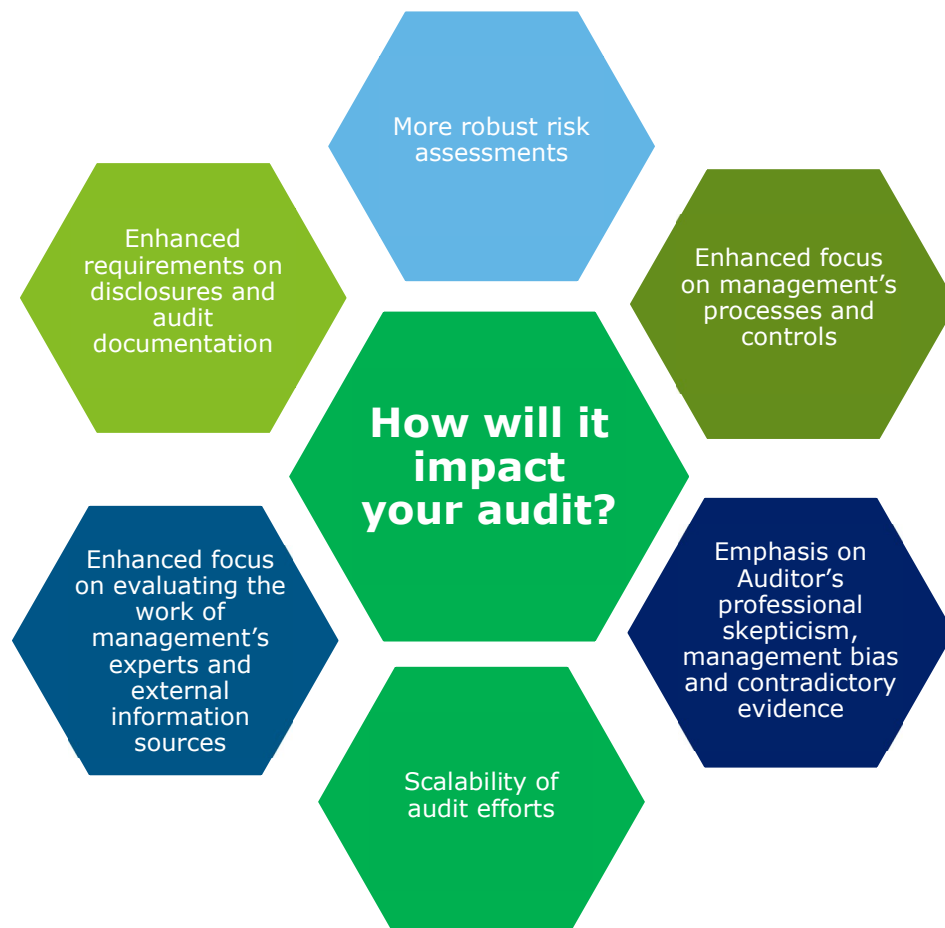 More robust risk
assessments
Enhanced
requirements on
disclosures and
audit
documentation
Enhanced focus
on management’s
processes and
controls
How will it
impact
your audit?
Enhanced focus
on evaluating the
work of
management’s
experts and
external
information
sources
Emphasis on
Auditor’s
professional
skepticism,
management bias
and contradictory
evidence
Scalability of
audit efforts